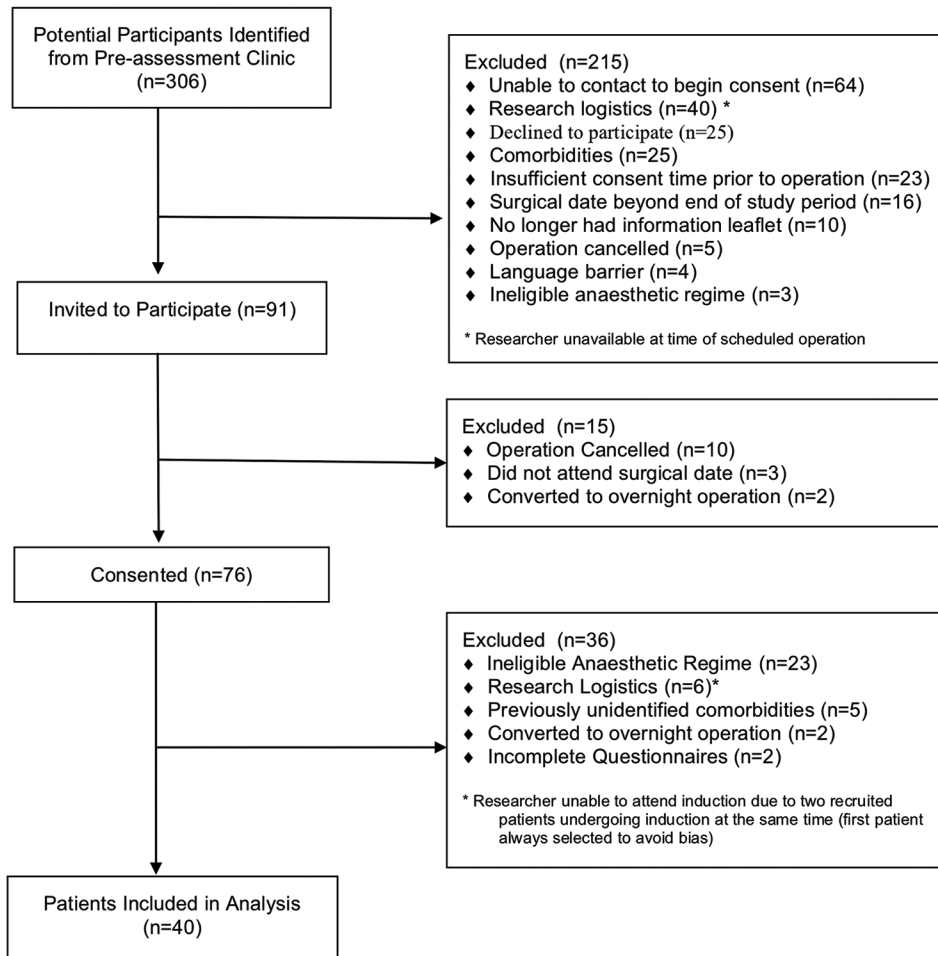 Potential Participants Identified
from Pre-assessment Clinic
(n=306)
Excluded (n=215)
♦ Unable to contact to begin consent (n=64)
♦ Research logistics (n=40) *
♦ Declined to participate (n=25)
♦ Comorbidities (n=25)
♦ Insufficient consent time prior to operation (n=23)
♦ Surgical date beyond end of study period (n=16)
♦ No longer had information leaflet (n=10)
♦ Operation cancelled (n=5)
♦ Language barrier (n=4)
♦ Ineligible anaesthetic regime (n=3)
* Researcher unavailable at time of scheduled operation
Invited to Participate (n=91)
Excluded (n=15)
♦ Operation Cancelled (n=10)
♦ Did not attend surgical date (n=3)
♦ Converted to overnight operation (n=2)
Consented (n=76)
Excluded (n=36)
♦ Ineligible Anaesthetic Regime (n=23)
♦ Research Logistics (n=6)*
♦ Previously unidentified comorbidities (n=5)
♦ Converted to overnight operation (n=2)
♦ Incomplete Questionnaires (n=2)
* Researcher unable to attend induction due to two recruited
patients undergoing induction at the same time (first patient
always selected to avoid bias)
Patients Included in Analysis
(n=40)